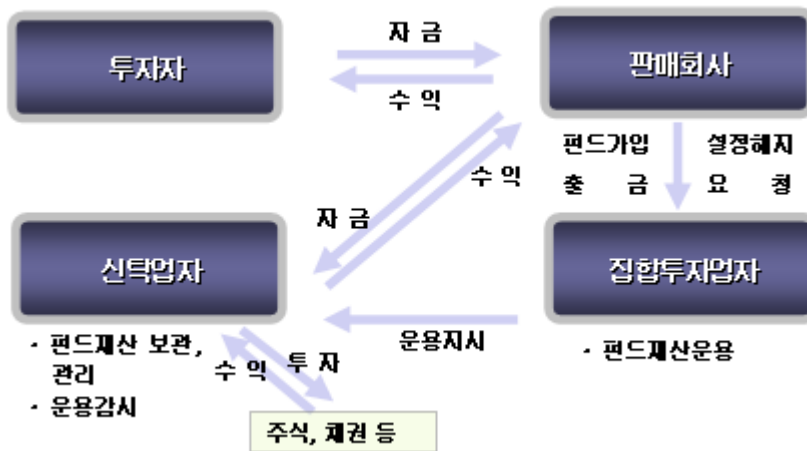 자 금
투자자
판매회사
수 익
펀드가입 설정해지
출 금 요 청
수 익
자 금
신탁업자
집합투자업자
운용지시
· 펀드재산 보관,
관리
· 운용감시
수 익
투 자
· 펀드재산운용
주식, 채권 등